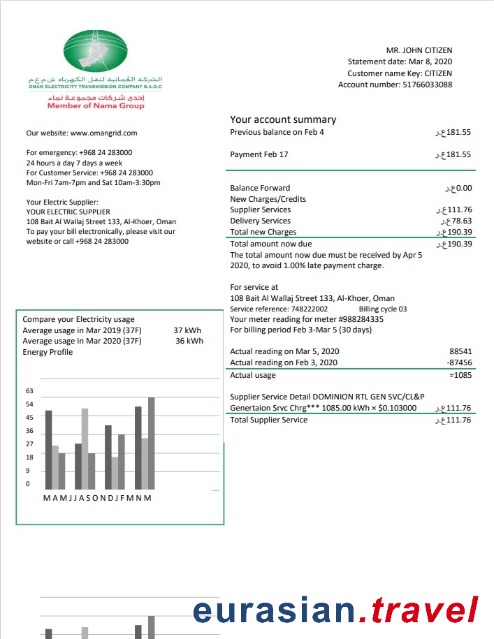 الشركة العُمانية لنقل الكهرباء ش.م.ع.م
OMAN ELECTRICITY TRANSMISSION COMPANY S.A.O.C
إحدى شركات مجموعة نماء
Member of Nama Group
MR. JOHN CITIZEN
Statement date: Mar 8, 2020
Customer name Key: CITIZEN
Account number: 51766033088
Our website: www.omangrid.com
For emergency: +968 24 283000
24 hours a day 7 days a week
For Customer Service: +968 24 283000
Mon-Fri 7am-7pm and Sat 10am-3:30pm
Your Electric Supplier:
YOUR ELECTRIC SUPPLIER
108 Bait Al Wallaj Street 133, Al-Khoer, Oman
To pay your bill electronically, please visit our
website or call +968 24 283000
Your account summary
Previous balance on Feb 4 ر.ع181.55
Payment Feb 17 ر.ع181.55
Balance Forward ر.ع0.00
New Charges/Credits
Supplier Services ر.ع111.76
Delivery Services ر.ع78.63
Total new Charges ر.ع190.39
Total amount now due ر.ع190.39
The total amount now due must be received by Apr 5
2020, to avoid 1.00% late payment charge.
For service at
108 Bait Al Wallaj Street 133, Al-Khoer, Oman
Service reference: 748222002 Billing cycle 03
Your meter reading for meter #988284335
For billing period Feb 3-Mar 5 (30 days)
Actual reading on Mar 5, 2020 88541
Actual reading on Feb 3, 2020 -87456
Actual usage =1085
Supplier Service Detail DOMINION RTL GEN SVC/CL&P
Genertaion Srvc Chrg*** 1085.00 kWh × $0.103000 ر.ع111.76
Total Supplier Service ر.ع111.76
Compare your Electricity usage
Average usage in Mar 2019 (37F) 37 kWh
Average usage in Mar 2020 (37F) 36 kWh
Energy Profile
63
54
45
36
27
18
9
0
M A M J J A S O N D J F M N M
eurasian.travel